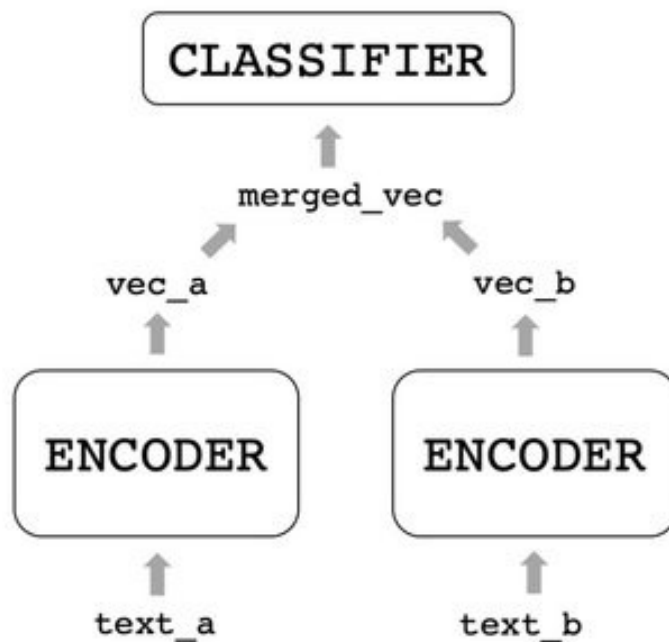 CLASSIFIER
merged_vec
vec_a vec_b
ENCODER ENCODER
text_a text_b